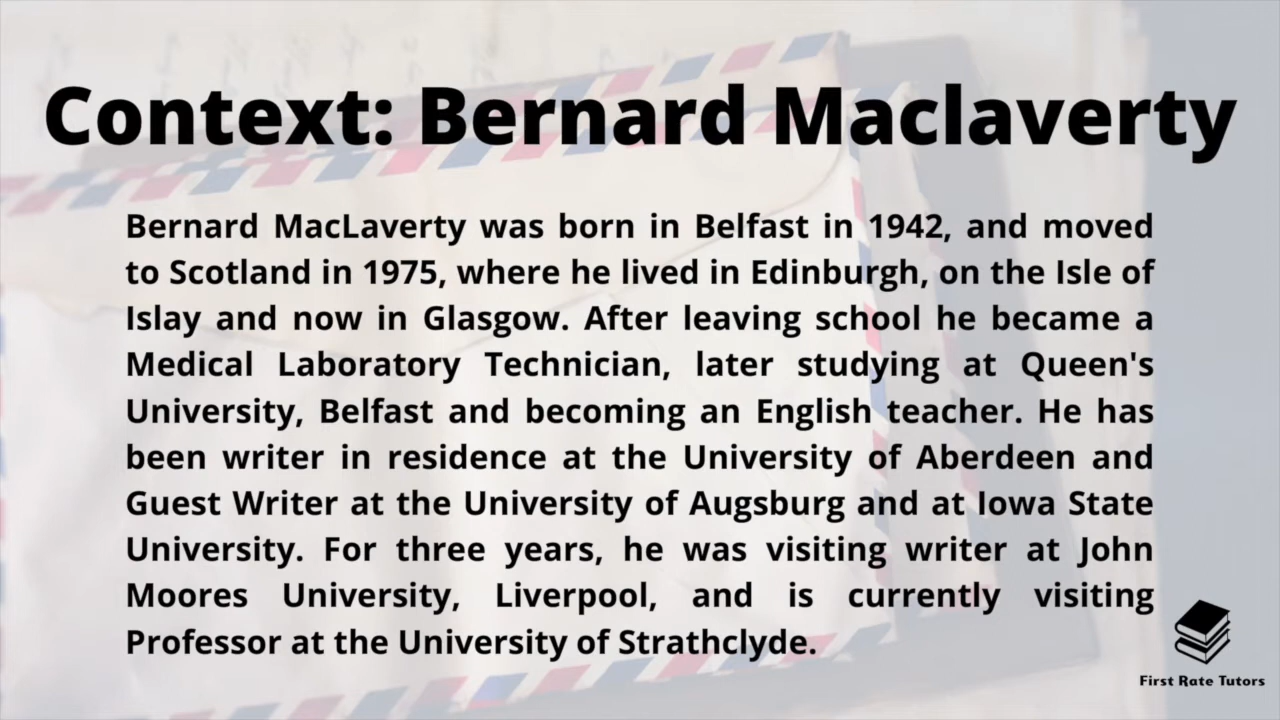 Context: Bernard Maclaverty
Bernard MacLaverty was born in Belfast in 1942, and moved
to Scotland in 1975, where he lived in Edinburgh, on the Isle of
Islay and now in Glasgow. After leaving school he became a
Medical Laboratory Technician, later studying at Queen's
University, Belfast and becoming an English teacher. He has
been writer in residence at the University of Aberdeen and
Guest Writer at the University of Augsburg and at Iowa State
University. For three years, he was visiting writer at John
Moores University, Liverpool, and is currently visiting
Professor at the University of Strathclyde.
First Rate Tutors